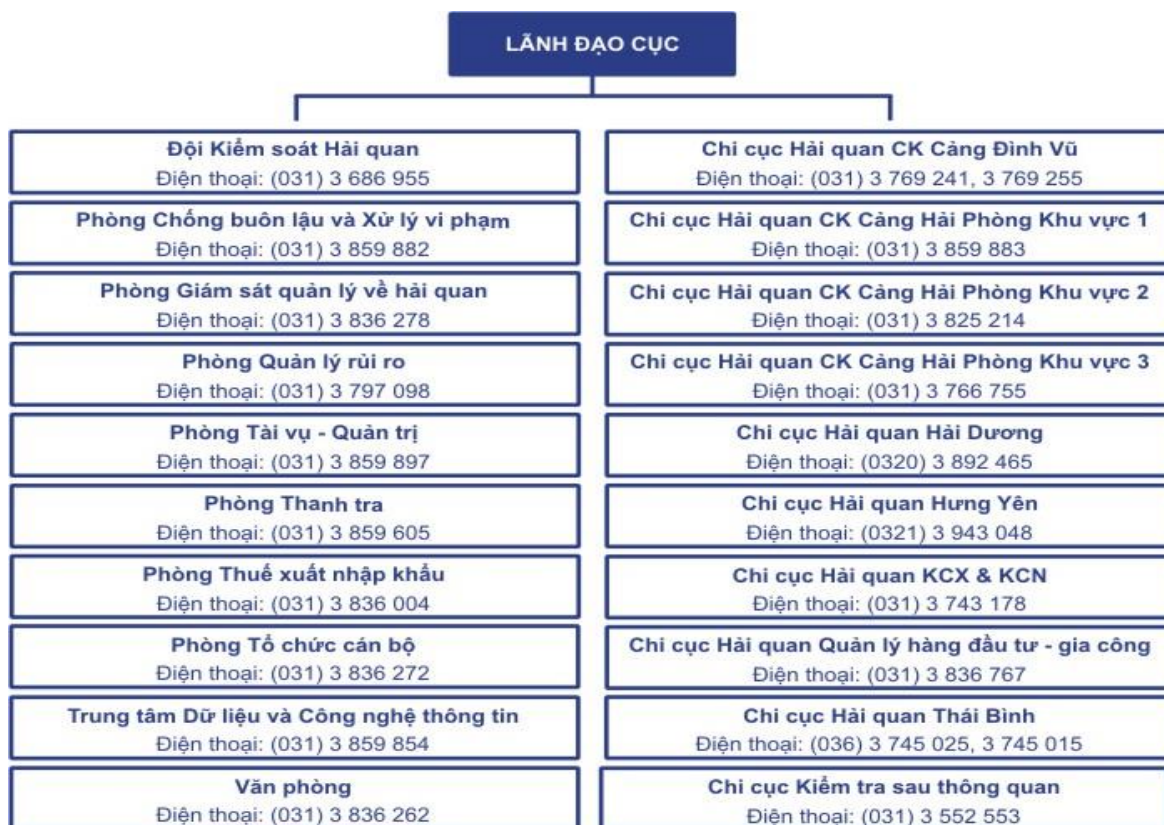 LÃNH ĐẠO CỤC
Đội Kiểm soát Hải quan
Điện thoại: (031) 3 686 955
Phòng Chống buôn lậu và Xử lý vi phạm
Điện thoại: (031) 3 859 882
Phòng Giám sát quản lý về hải quan
Điện thoại: (031) 3 836 278
Phòng Quản lý rủi ro
Điện thoại: (031) 3 797 098
Phòng Tài vụ - Quản trị
Điện thoại: (031) 3 859 897
Phòng Thanh tra
Điện thoại: (031) 3 859 605
Phòng Thuế xuất nhập khẩu
Điện thoại: (031) 3 836 004
Phòng Tổ chức cán bộ
Điện thoại: (031) 3 836 272
Trung tâm Dữ liệu và Công nghệ thông tin
Điện thoại: (031) 3 859 854
Văn phòng
Điện thoại: (031) 3 836 262
Chi cục Hải quan CK Cảng Đình Vũ
Điện thoại: (031) 3 769 241, 3 769 255
Chi cục Hải quan CK Cảng Hải Phòng Khu vực 1
Điện thoại: (031) 3 859 883
Chi cục Hải quan CK Cảng Hải Phòng Khu vực 2
Điện thoại: (031) 3 825 214
Chi cục Hải quan CK Cảng Hải Phòng Khu vực 3
Điện thoại: (031) 3 766 755
Chi cục Hải quan Hải Dương
Điện thoại: (0320) 3 892 465
Chi cục Hải quan Hưng Yên
Điện thoại: (0321) 3 943 048
Chi cục Hải quan KCX & KCN
Điện thoại: (031) 3 743 178
Chi cục Hải quan Quản lý hàng đầu tư - gia công
Điện thoại: (031) 3 836 767
Chi cục Hải quan Thái Bình
Điện thoại: (036) 3 745 025, 3 745 015
Chi cục Kiểm tra sau thông quan
Điện thoại: (031) 3 552 553